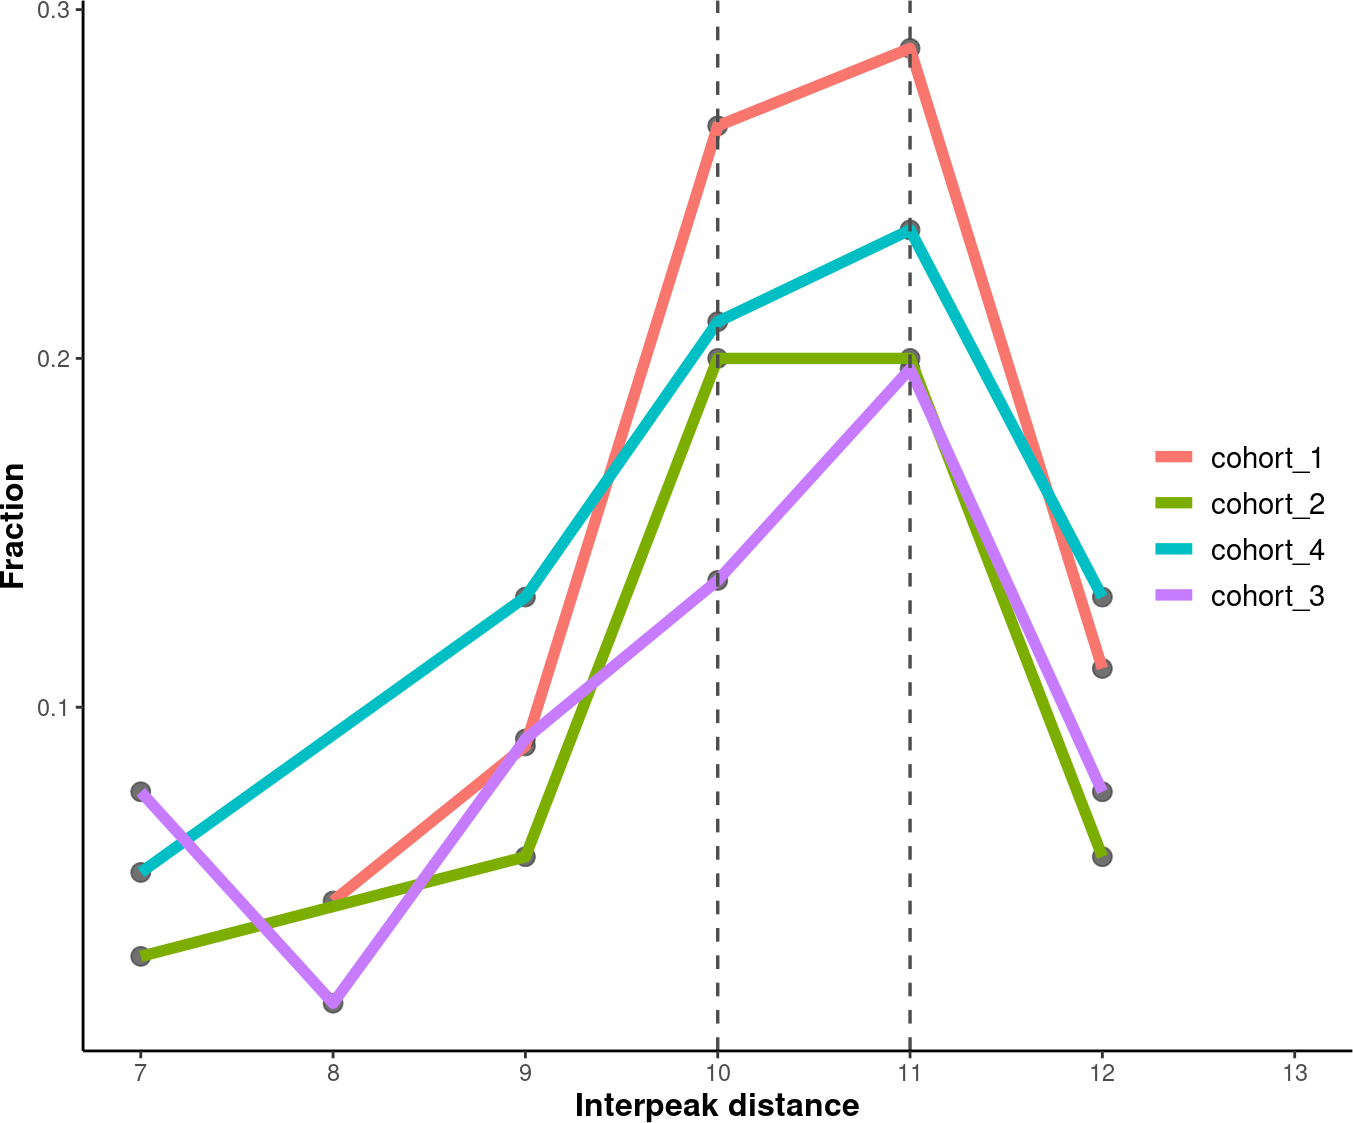 0.3
0.2
0.1
Fraction
7 8 9 10 11 12 13
Interpeak distance
cohort_1
cohort_2
cohort_4
cohort_3